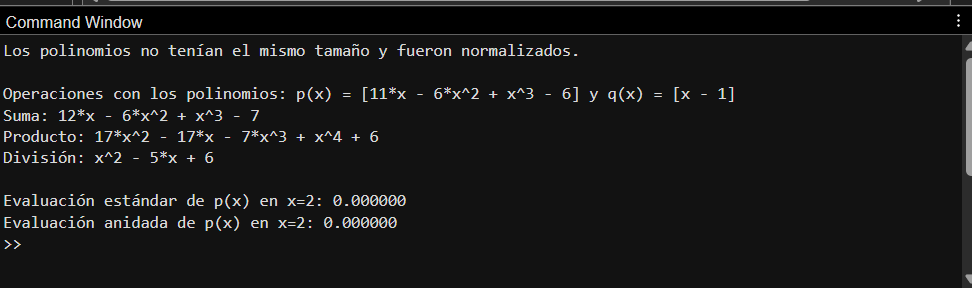 Command Window
Los polinomios no tenían el mismo tamaño y fueron normalizados.
Operaciones con los polinomios: p(x) = [11*x - 6*x^2 + x^3 - 6] y q(x) = [x - 1]
Suma: 12*x - 6*x^2 + x^3 - 7
Producto: 17*x^2 - 17*x - 7*x^3 + x^4 + 6
División: x^2 - 5*x + 6
Evaluación estándar de p(x) en x=2: 0.000000
Evaluación anidada de p(x) en x=2: 0.000000
>>